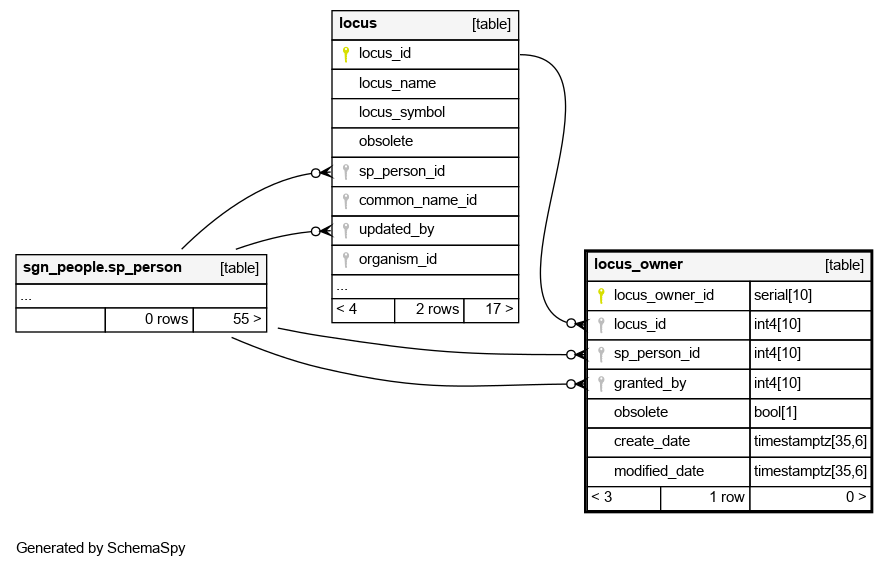 locus [table]
locus_id
locus_name
locus_symbol
obsolete
sp_person_id
common_name_id
updated_by
organism_id
...
< 4 2 rows 17 >
sgn_people.sp_person [table]
...
0 rows 55 >
locus_owner [table]
locus_owner_id serial[10]
locus_id int4[10]
sp_person_id int4[10]
granted_by int4[10]
obsolete bool[1]
create_date timestamptz[35,6]
modified_date timestamptz[35,6]
< 3 1 row 0 >
Generated by SchemaSpy